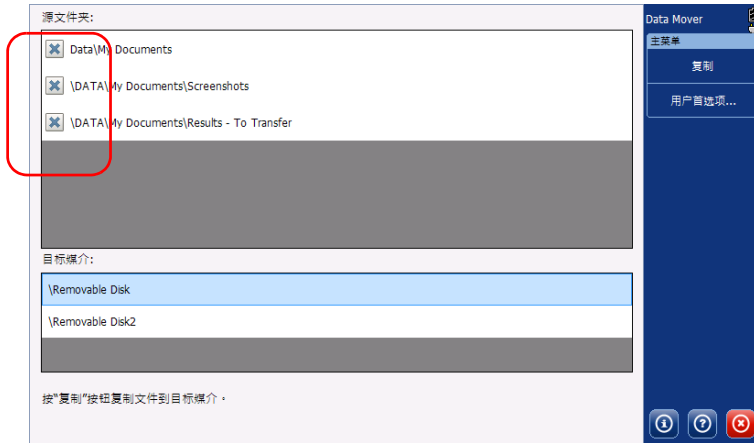 源文件夹:
Data\My Documents
\DATA\My Documents\Screenshots
\DATA\My Documents\Results - To Transfer
目标媒介:
\Removable Disk
\Removable Disk2
按"复制"按钮复制文件到目标媒介。
Data Mover
主菜单
复制
用户首选项...